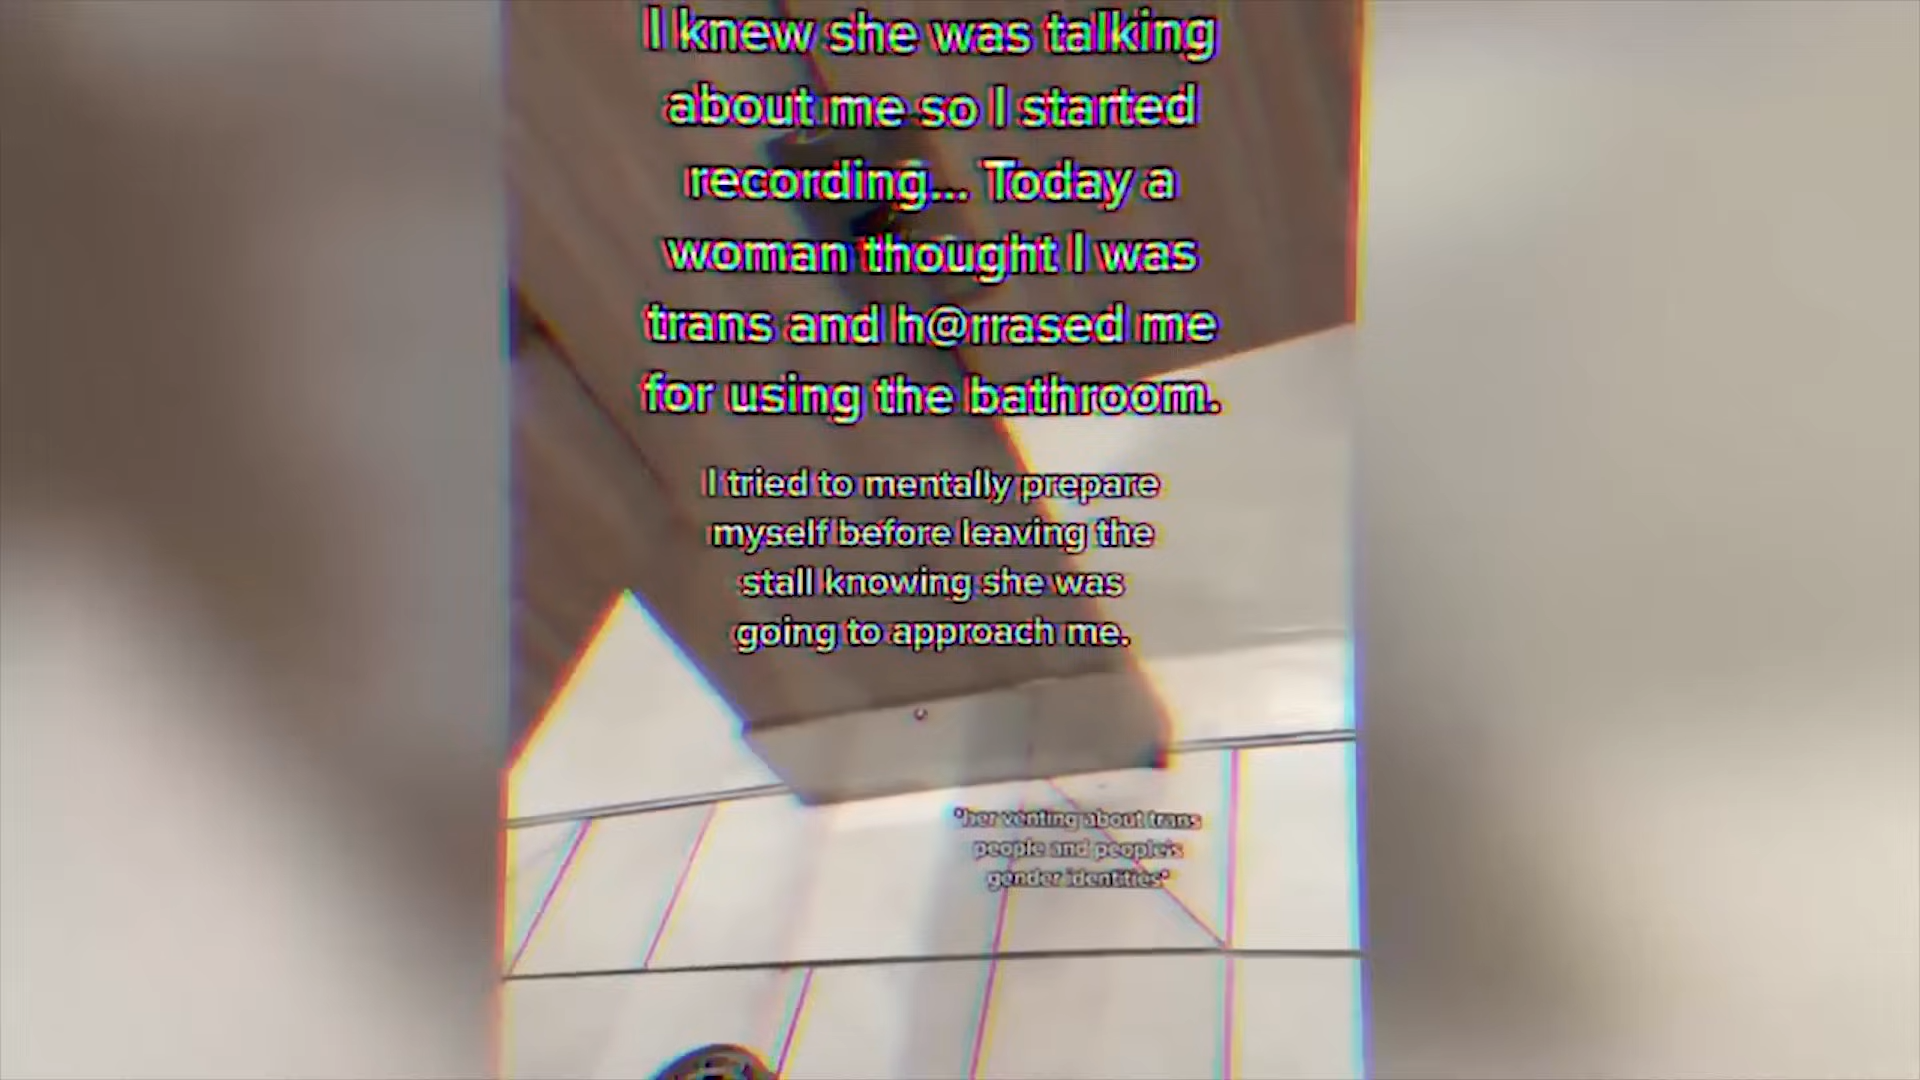 I knew she was talking
about me so I started
recording... Today a
woman thought I was
trans and h@rrased me
for using the bathroom.
I tried to mentally prepare
myself before leaving the
stall knowing she was
going to approach me.
*her venting about trans
people and people's
gender identities*